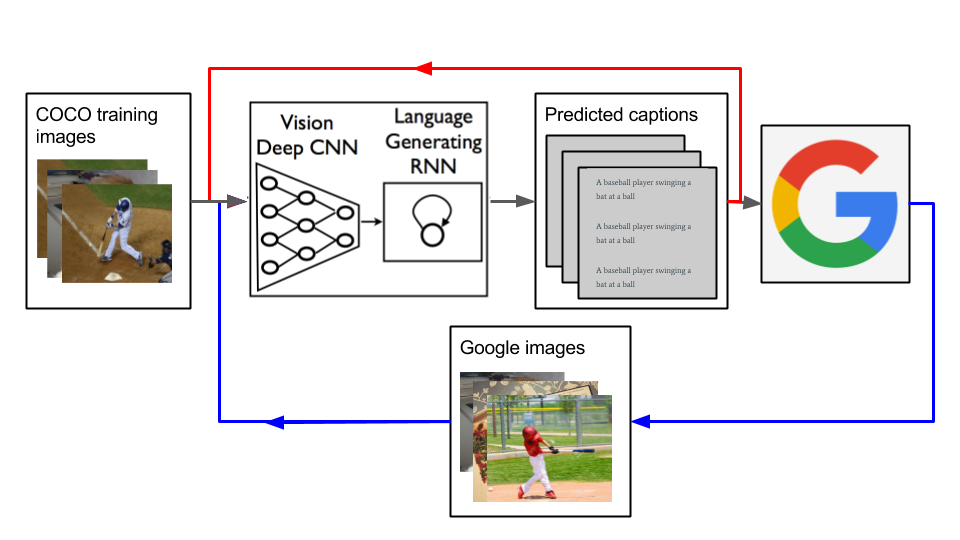 COCO training
images
Vision
Deep CNN
Language
Generating
RNN
Predicted captions
A baseball player swinging a
bat at a ball
A baseball player swinging a
bat at a ball
A baseball player swinging a
bat at a ball
G
Google images